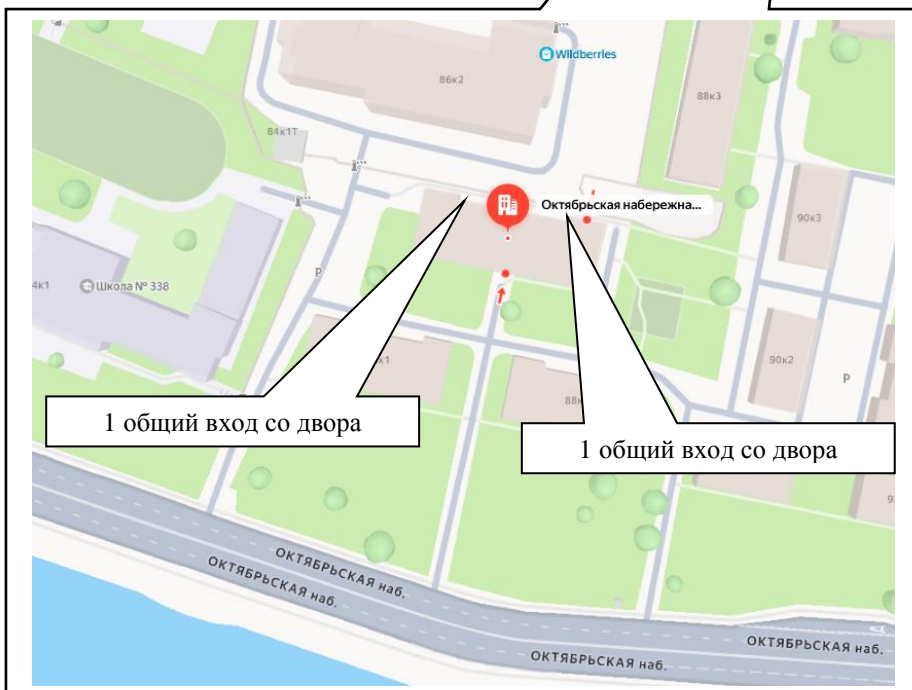 Wildberries
86к2
88к3
84к1Т
Октябрьская набережна...
90к3
Школа № 338
Р
90к2
Р
1 общий вход со двора
1 общий вход со двора
ОКТЯБРЬСКАЯ наб.
ОКТЯБРЬСКАЯ наб.
ОКТЯБРЬСКАЯ наб.
ОКТЯБРЬСКАЯ наб.